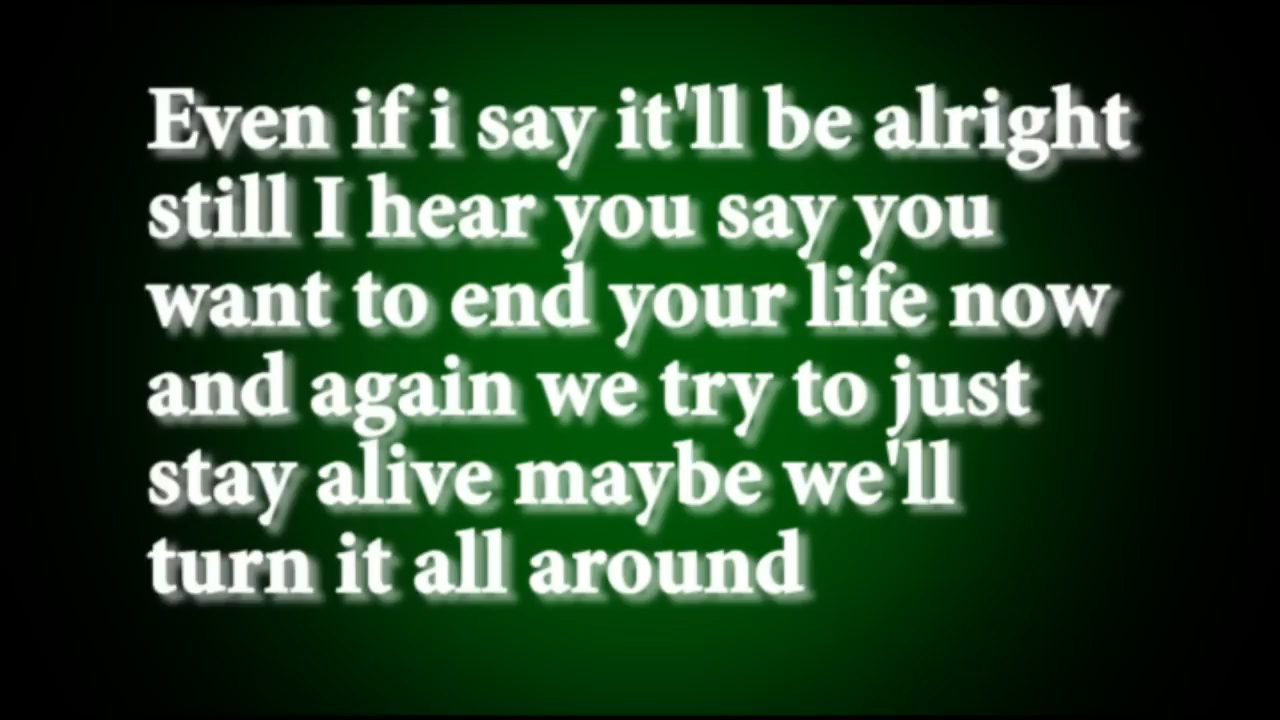 Even if i say it'll be alright
still I hear you say you
want to end your life now
and again we try to just
stay alive maybe we'll
turn it all around